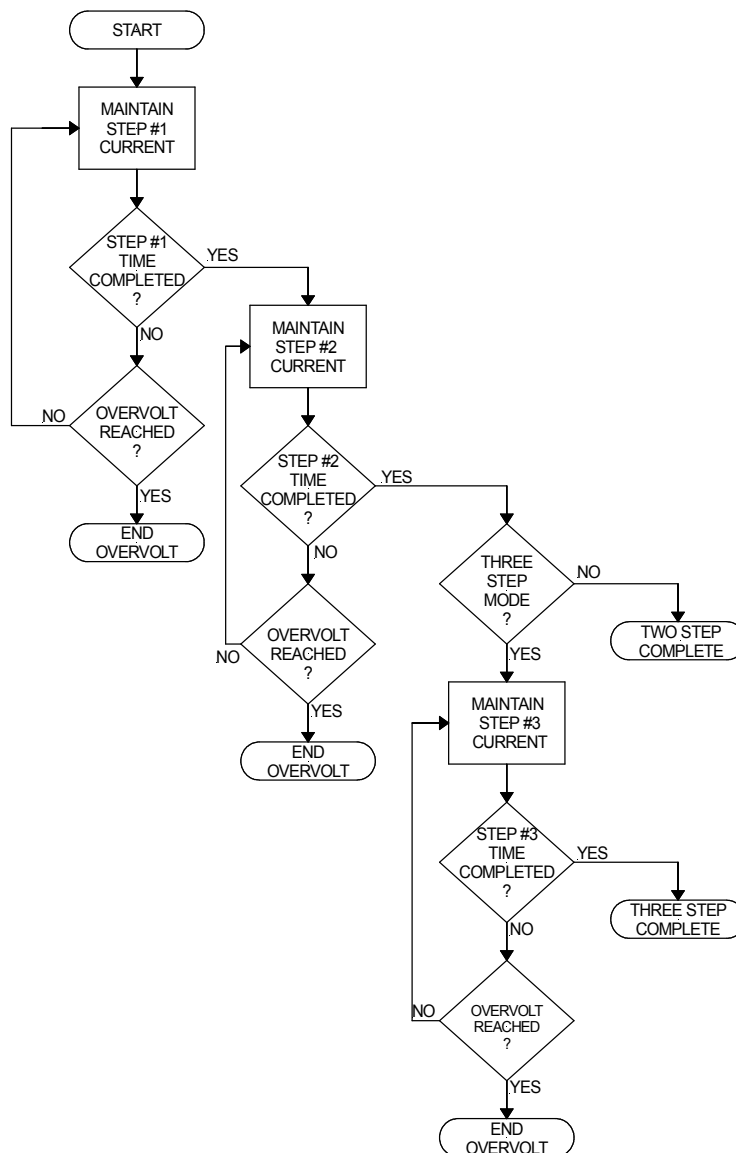 START
MAINTAIN
STEP #1
CURRENT
STEP #1
TIME
COMPLETED
?
YES
NO
OVERVOLT
REACHED
?
NO
YES
END
OVERVOLT
MAINTAIN
STEP #2
CURRENT
STEP #2
TIME
COMPLETED
?
YES
NO
OVERVOLT
REACHED
?
NO
YES
END
OVERVOLT
THREE
STEP
MODE
?
NO
TWO STEP
COMPLETE
YES
MAINTAIN
STEP #3
CURRENT
STEP #3
TIME
COMPLETED
?
YES
THREE STEP
COMPLETE
NO
OVERVOLT
REACHED
?
NO
YES
END
OVERVOLT